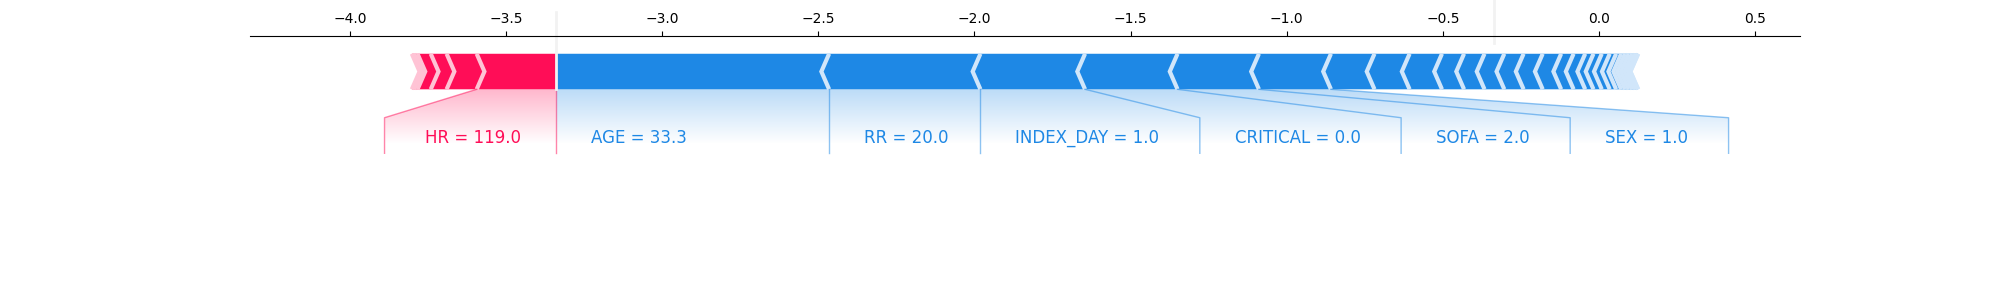 −4.0 −3.5 −3.0 −2.5 −2.0 −1.5 −1.0 −0.5 0.0 0.5
HR = 119.0 AGE = 33.3 RR = 20.0 INDEX_DAY = 1.0 CRITICAL = 0.0 SOFA = 2.0 SEX = 1.0